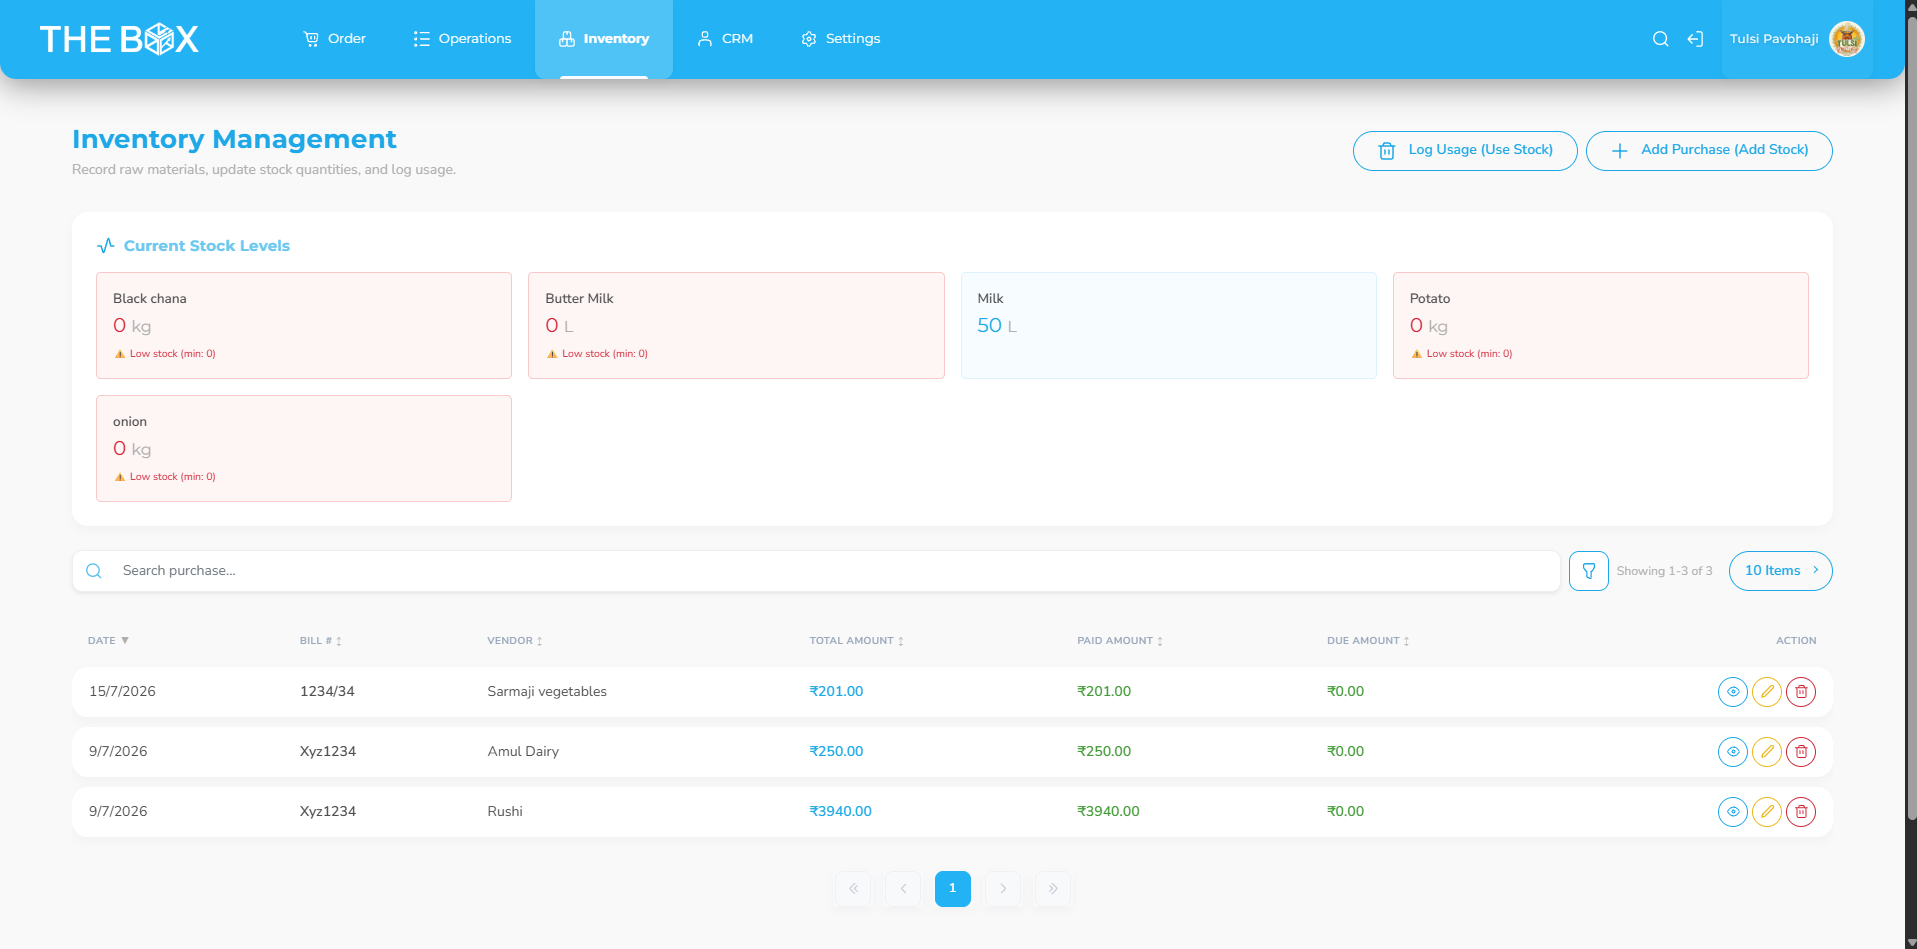 THE BOX
Order
Operations
Inventory
CRM
Settings
Tulsi Pavbhaji
TULSI
Inventory Management
Record raw materials, update stock quantities, and log usage.
Log Usage (Use Stock)
Add Purchase (Add Stock)
Current Stock Levels
Black chana
0 kg
Low stock (min: 0)
Butter Milk
0 L
Low stock (min: 0)
Milk
50 L
Potato
0 kg
Low stock (min: 0)
onion
0 kg
Low stock (min: 0)
Search purchase...
Showing 1-3 of 3
10 Items
DATE ▼ BILL # ↕ VENDOR ↕ TOTAL AMOUNT ↕ PAID AMOUNT ↕ DUE AMOUNT ↕ ACTION
15/7/2026 1234/34 Sarmaji vegetables ₹201.00 ₹201.00 ₹0.00
9/7/2026 Xyz1234 Amul Dairy ₹250.00 ₹250.00 ₹0.00
9/7/2026 Xyz1234 Rushi ₹3940.00 ₹3940.00 ₹0.00
« ‹ 1 › »